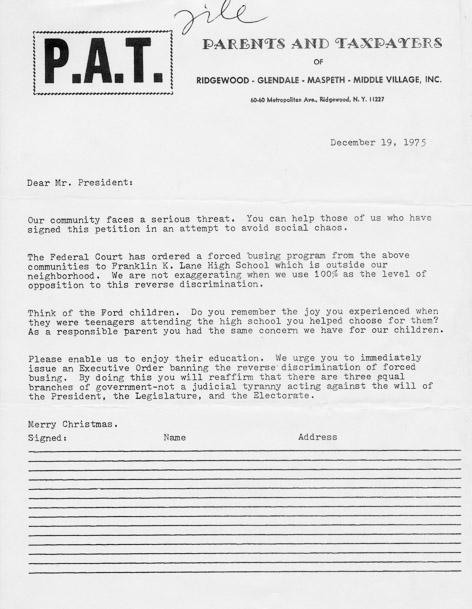 file
P.A.T.
PARENTS AND TAXPAYERS
OF
RIDGEWOOD - GLENDALE - MASPETH - MIDDLE VILLAGE, INC.
60-60 Metropolitan Ave., Ridgewood, N. Y. 11227
December 19, 1975
Dear Mr. President:
Our community faces a serious threat. You can help those of us who have
signed this petition in an attempt to avoid social chaos.
The Federal Court has ordered a forced busing program from the above
communities to Franklin K. Lane High School which is outside our
neighborhood. We are not exaggerating when we use 100% as the level of
opposition to this reverse discrimination.
Think of the Ford children. Do you remember the joy you experienced when
they were teenagers attending the high school you helped choose for them?
As a responsible parent you had the same concern we have for our children.
Please enable us to enjoy their education. We urge you to immediately
issue an Executive Order banning the reverse discrimination of forced
busing. By doing this you will reaffirm that there are three equal
branches of government-not a judicial tyranny acting against the will of
the President, the Legislature, and the Electorate.
Merry Christmas.
Signed: Name Address